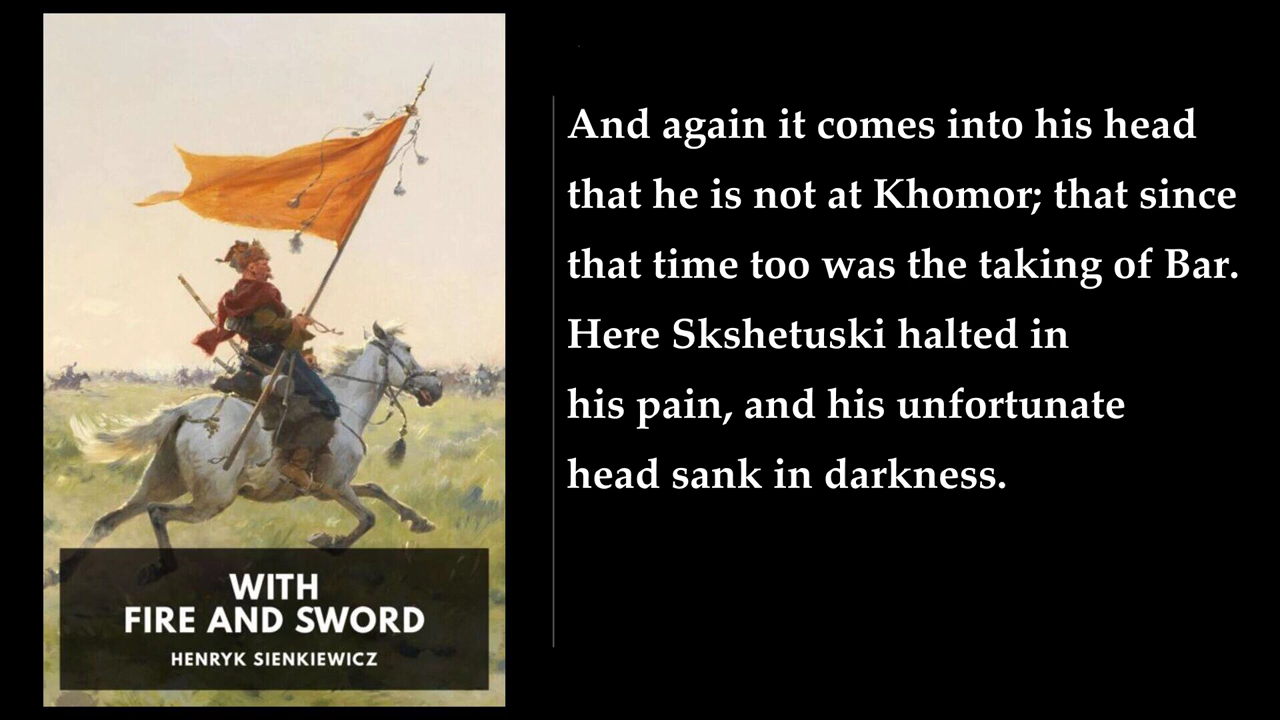 And again it comes into his head
that he is not at Khomor; that since
that time too was the taking of Bar.
Here Skshetuski halted in
his pain, and his unfortunate
head sank in darkness.
WITH
FIRE AND SWORD
HENRYK SIENKIEWICZ